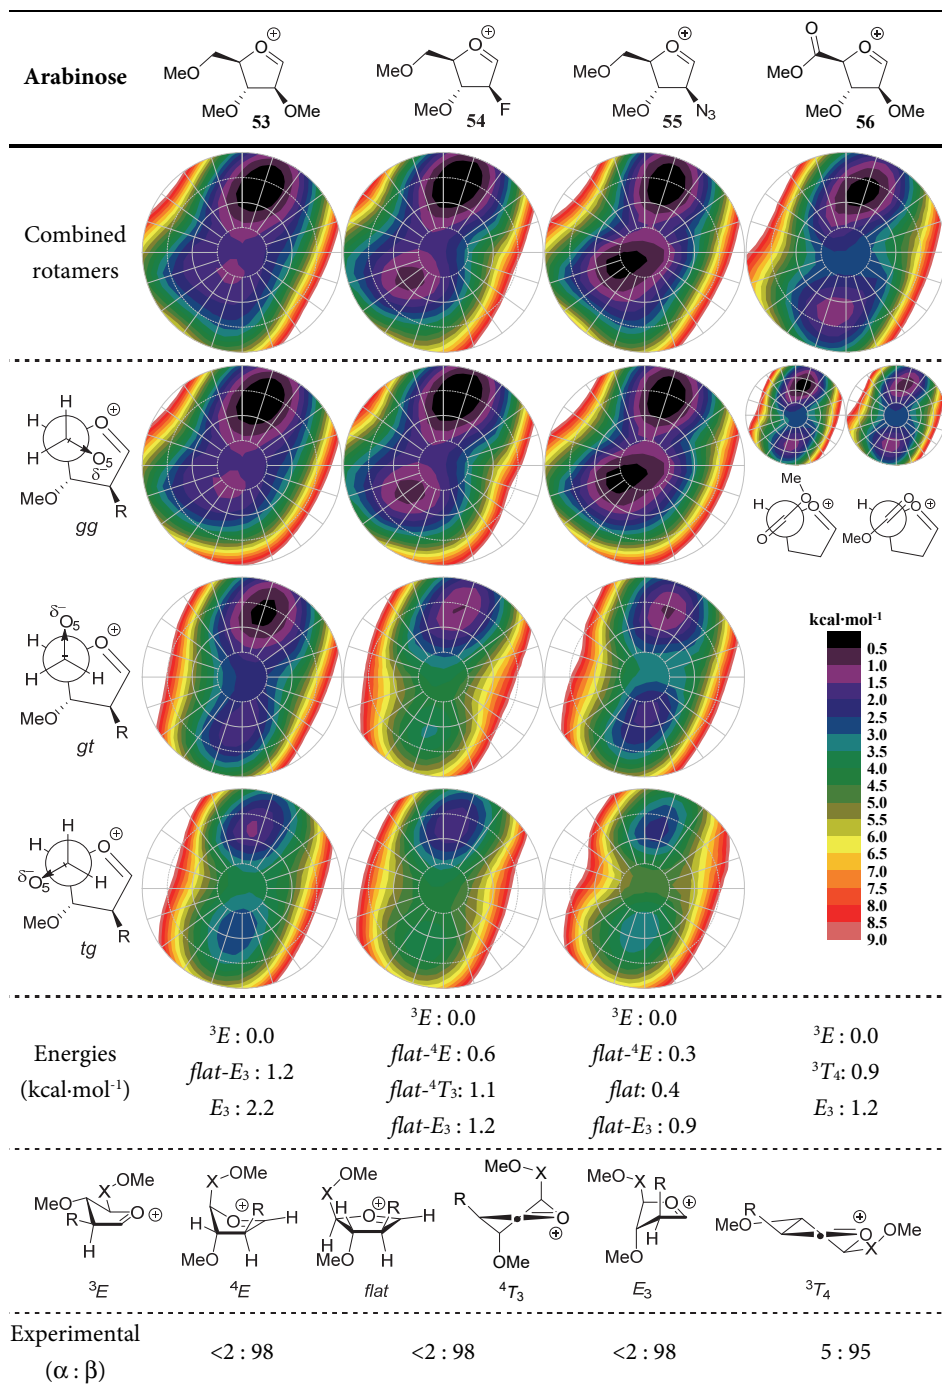 Arabinose
O ⊕
MeO
MeO
OMe
53
O ⊕
MeO
MeO
F
54
O ⊕
MeO
MeO
N3
55
O
O ⊕
MeO
MeO
OMe
56
Combined
rotamers
H
H
H
O ⊕
O5
δ−
MeO
R
gg
Me
O
H
O ⊕
O
H
O
O ⊕
MeO
δ−
O5
H
H
H
O ⊕
MeO
R
gt
H
H
H
O ⊕
δ−
O5
MeO
R
tg
kcal·mol-1
0.5
1.0
1.5
2.5
3.0
3.5
4.0
4.5
5.0
5.5
6.0
6.5
7.0
7.5
8.0
8.5
9.0
Energies
(kcal·mol-1)
3E : 0.0
flat-E3 : 1.2
E3 : 2.2
3E : 0.0
flat-4E : 0.6
flat-4T3: 1.1
flat-E3 : 1.2
3E : 0.0
flat-4E : 0.3
flat: 0.4
flat-E3 : 0.9
3E : 0.0
3T4: 0.9
E3 : 1.2
X
OMe
MeO
R
O ⊕
H
3E
X
OMe
⊕ R
H
O
H
MeO
H
4E
X
OMe
H
⊕ R
H
O
H
MeO
H
flat
MeO
X
R
O
⊕
OMe
4T3
MeO
X
R
H
O ⊕
MeO
E3
R
MeO
O ⊕
X
OMe
3T4
Experimental
(α : β)
<2 : 98
<2 : 98
<2 : 98
5 : 95